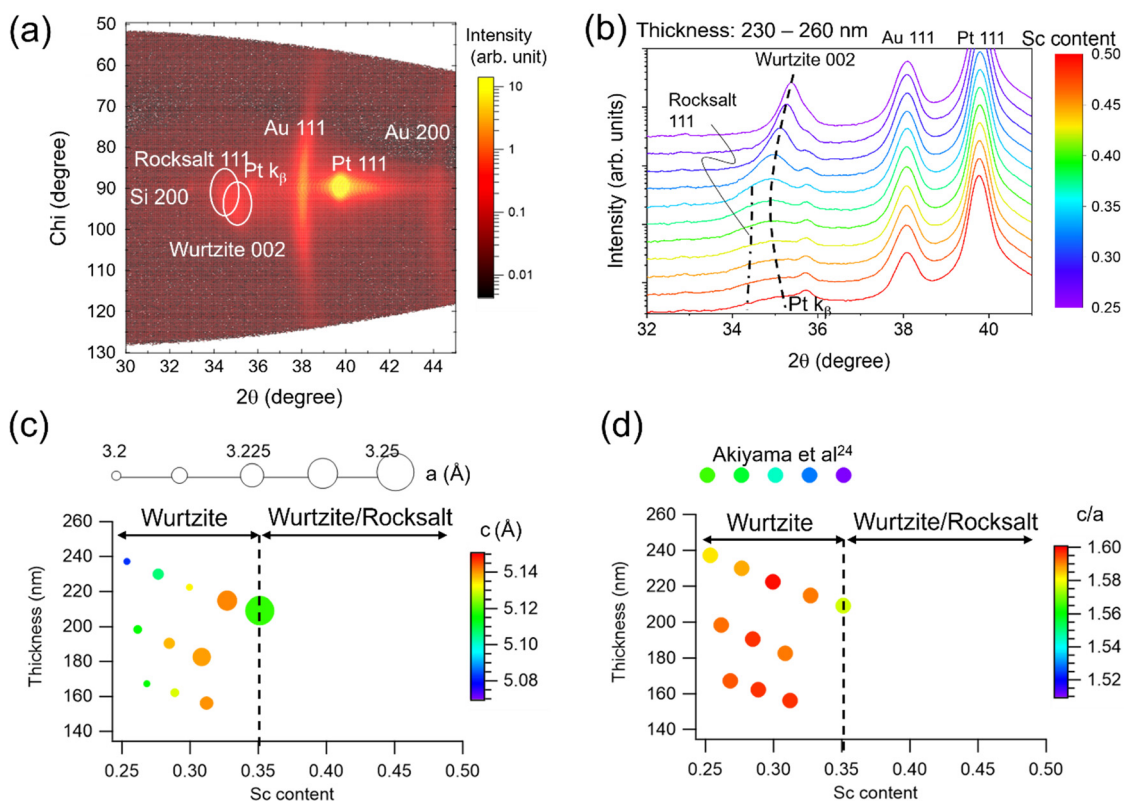 (a)
50
60
70
80
90
100
110
120
130
Chi (degree)
30 32 34 36 38 40 42 44
2θ (degree)
Au 111
Au 200
Rocksalt 111
Pt kβ
Pt 111
Si 200
Wurtzite 002
Intensity
(arb. unit)
10
1
0.1
0.01
(b)
Thickness: 230 – 260 nm
Au 111 Pt 111
Sc content
Wurtzite 002
Rocksalt
111
Pt kβ
Intensity (arb. units)
32 34 36 38 40
2θ (degree)
0.50
0.45
0.40
0.35
0.30
0.25
(c)
3.2 3.225 3.25
a (Å)
Wurtzite Wurtzite/Rocksalt
260
240
220
200
180
160
140
Thickness (nm)
0.25 0.30 0.35 0.40 0.45 0.50
Sc content
c (Å)
5.14
5.12
5.10
5.08
(d)
Akiyama et al24
Wurtzite Wurtzite/Rocksalt
260
240
220
200
180
160
140
Thickness (nm)
0.25 0.30 0.35 0.40 0.45 0.50
Sc content
c/a
1.60
1.58
1.56
1.54
1.52